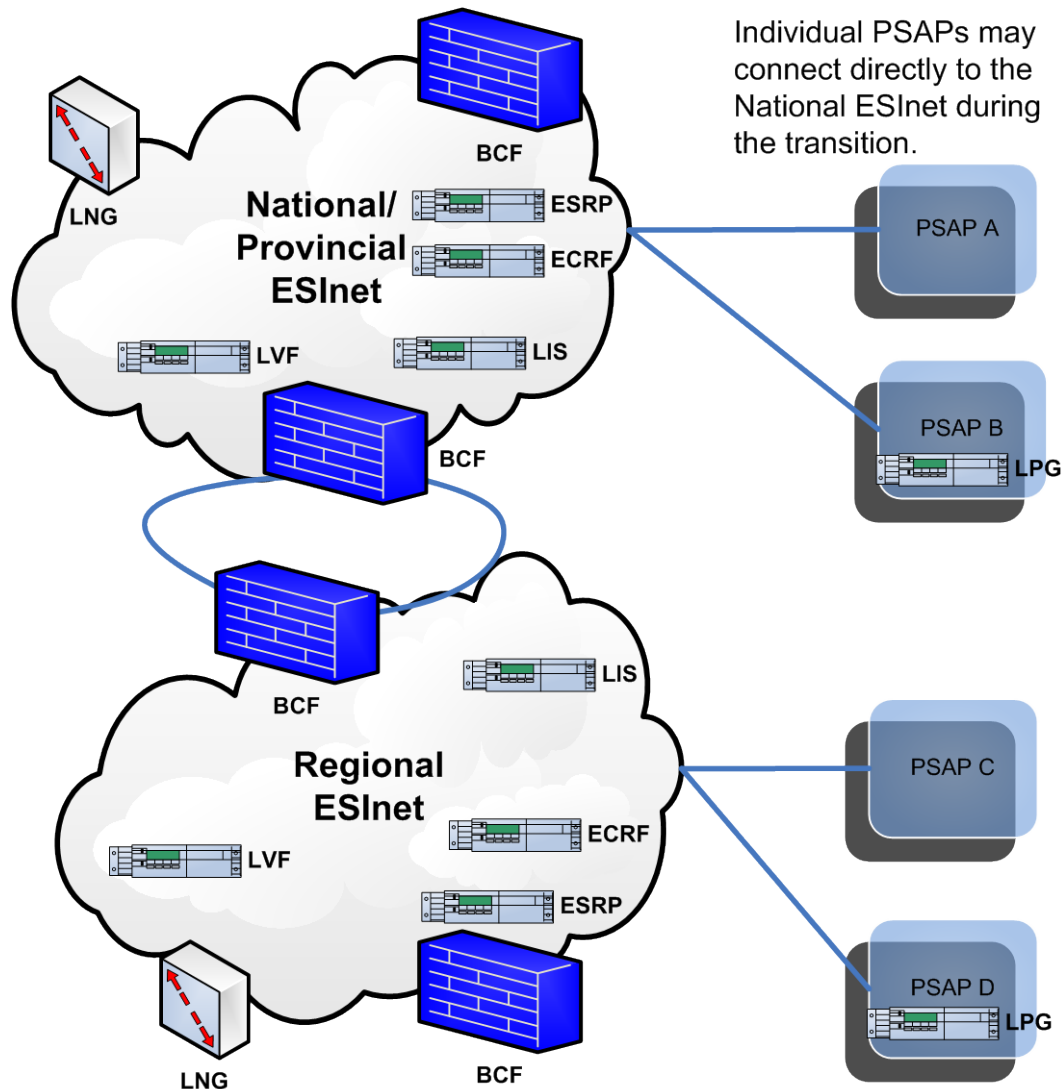 Individual PSAPs may
connect directly to the
National ESInet during
the transition.
BCF
LNG
National/
Provincial
ESInet
ESRP
ECRF
LVF
LIS
BCF
PSAP A
PSAP B
LPG
BCF
LIS
Regional
ESInet
ECRF
LVF
ESRP
LNG
BCF
PSAP C
PSAP D
LPG